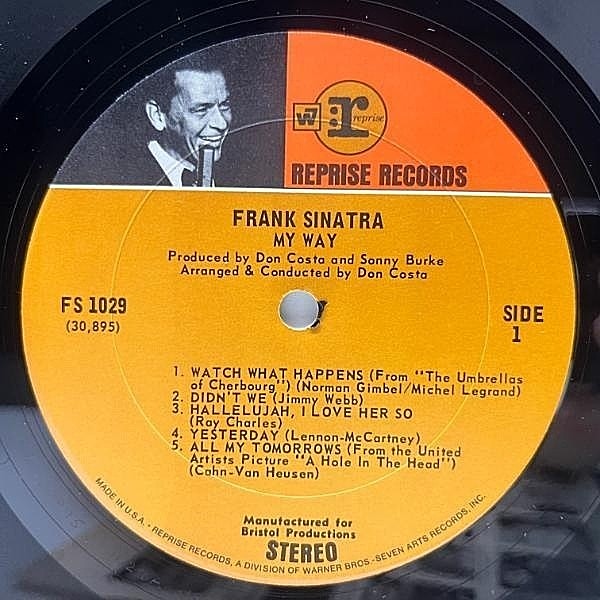 W7 r reprise
REPRISE RECORDS
FRANK SINATRA
MY WAY
Produced by Don Costa and Sonny Burke
Arranged & Conducted by Don Costa
FS 1029
(30,895)
SIDE
1
1. WATCH WHAT HAPPENS (From "The Umbrellas
of Cherbourg") (Norman Gimbel/Michel Legrand)
2. DIDN'T WE (Jimmy Webb)
3. HALLELUJAH, I LOVE HER SO
(Ray Charles)
4. YESTERDAY (Lennon-McCartney)
5. ALL MY TOMORROWS (From the United
Artists Picture "A Hole In The Head")
(Cahn-Van Heusen)
Manufactured for
Bristol Productions
STEREO
MADE IN U.S.A. · REPRISE RECORDS, A DIVISION OF WARNER BROS.-SEVEN ARTS RECORDS, INC.